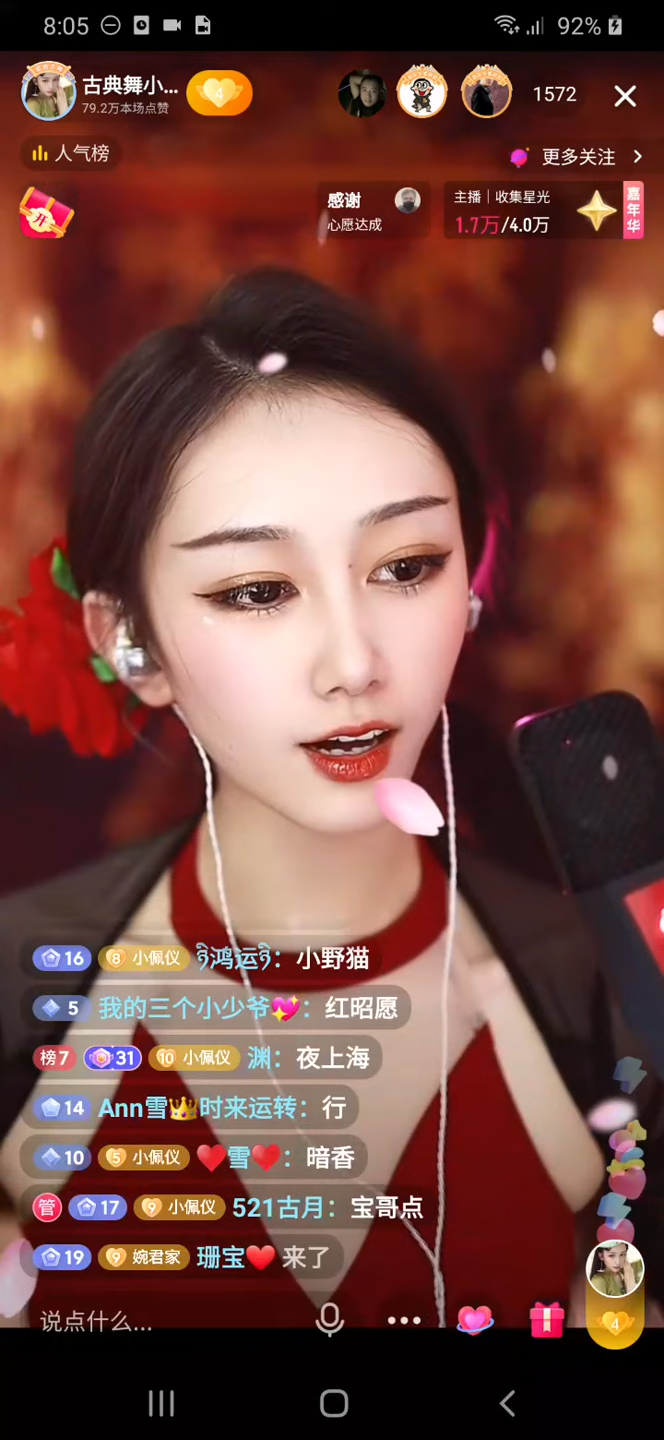 8:05 92%
古典舞小... 4 1572
79.2万本场点赞
人气榜 更多关注
开 感谢 主播｜收集星光 嘉年华
心愿达成 1.7万/4.0万
16 8 小佩仪 鸿运：小野猫
5 我的三个小少爷💖：红昭愿
榜7 31 10 小佩仪 渊：夜上海
14 Ann雪👑时来运转：行
10 5 小佩仪 ❤️雪❤️：暗香
管 17 9 小佩仪 521古月：宝哥点
19 9 婉君家 珊宝❤️ 来了
说点什么... 4